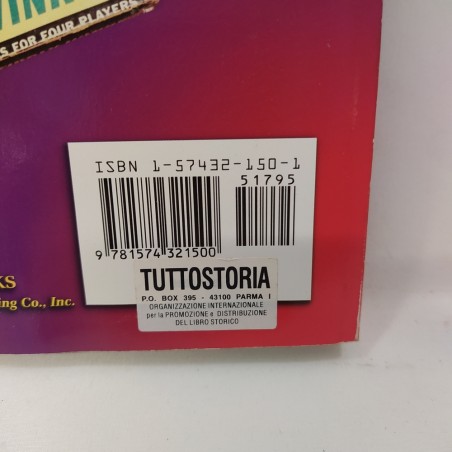 S FOR FOUR PLAYERS
ISBN 1-57432-150-1
51795
9 781574 321500
KS
ing Co., Inc.
TUTTOSTORIA
P.O. BOX 395 - 43100 PARMA I
ORGANIZZAZIONE INTERNAZIONALE
per la PROMOZIONE e DISTRIBUZIONE
DEL LIBRO STORICO